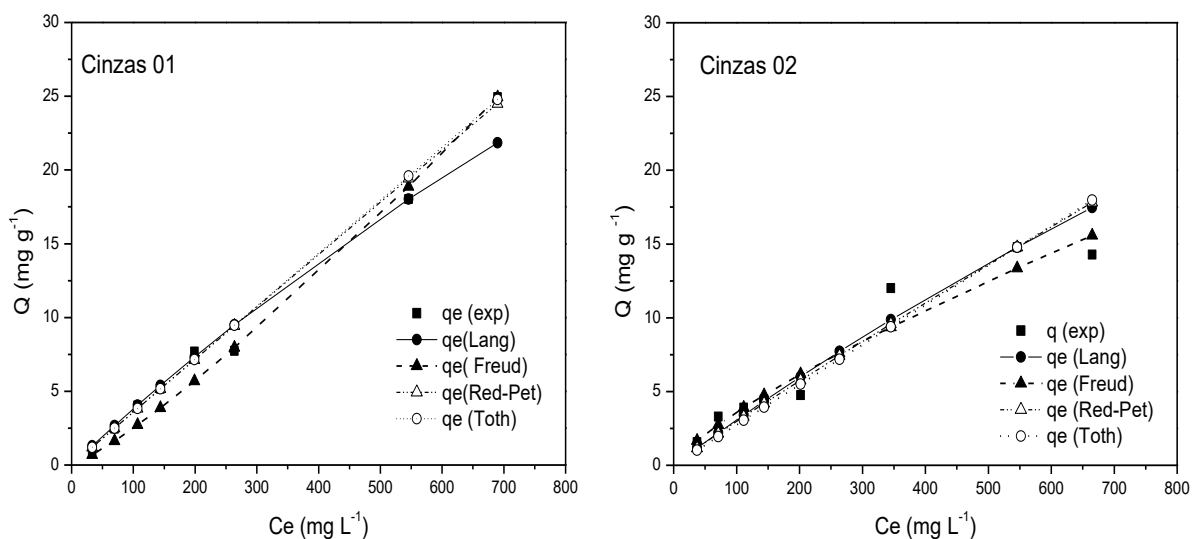 Cinzas 01
30
25
20
15
10
5
0
Q (mg g⁻¹)
0 100 200 300 400 500 600 700 800
Ce (mg L⁻¹)
qe (exp)
qe(Lang)
qe( Freud)
qe(Red-Pet)
qe (Toth)
Cinzas 02
30
25
20
15
10
5
0
Q (mg g⁻¹)
0 100 200 300 400 500 600 700 800
Ce (mg L⁻¹)
q (exp)
qe (Lang)
qe (Freud)
qe (Red-Pet)
qe (Toth)